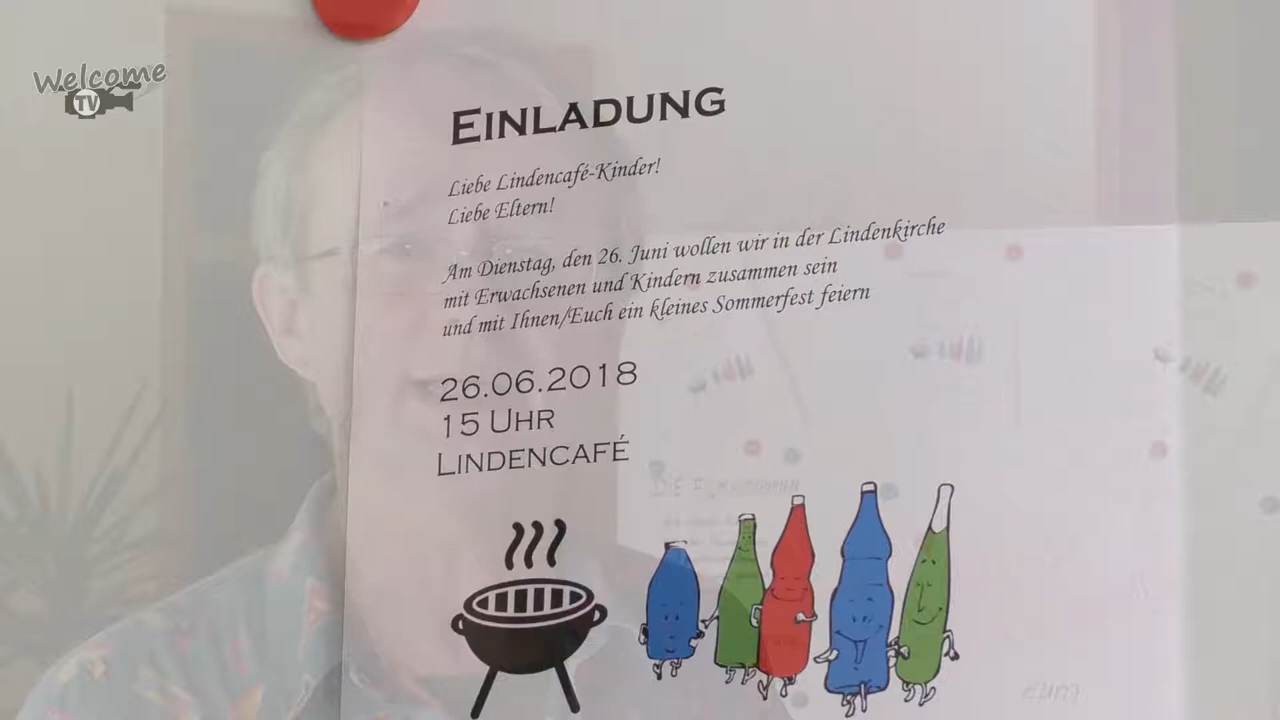 Welcome
TV
EINLADUNG
Liebe Lindencafé-Kinder!
Liebe Eltern!
Am Dienstag, den 26. Juni wollen wir in der Lindenkirche
mit Erwachsenen und Kindern zusammen sein
und mit Ihnen/Euch ein kleines Sommerfest feiern
26.06.2018
15 UHR
LINDENCAFÉ